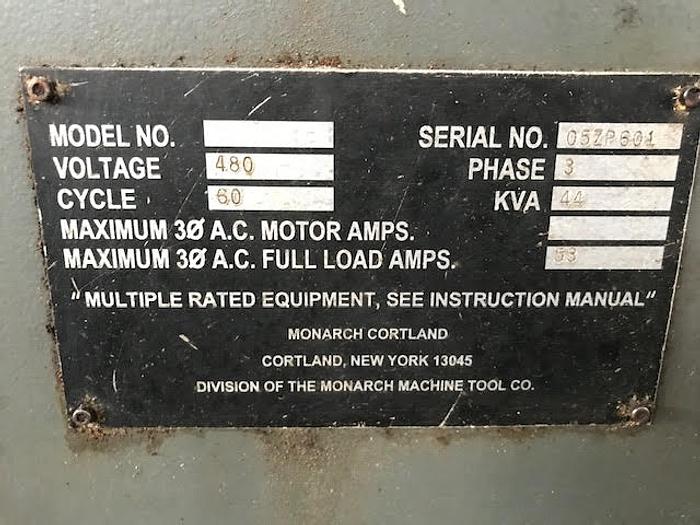 MODEL NO. SERIAL NO. 05ZP601
VOLTAGE 480 PHASE 3
CYCLE 60 KVA 44
MAXIMUM 3Ø A.C. MOTOR AMPS.
MAXIMUM 3Ø A.C. FULL LOAD AMPS. 53
"MULTIPLE RATED EQUIPMENT, SEE INSTRUCTION MANUAL"
MONARCH CORTLAND
CORTLAND, NEW YORK 13045
DIVISION OF THE MONARCH MACHINE TOOL CO.